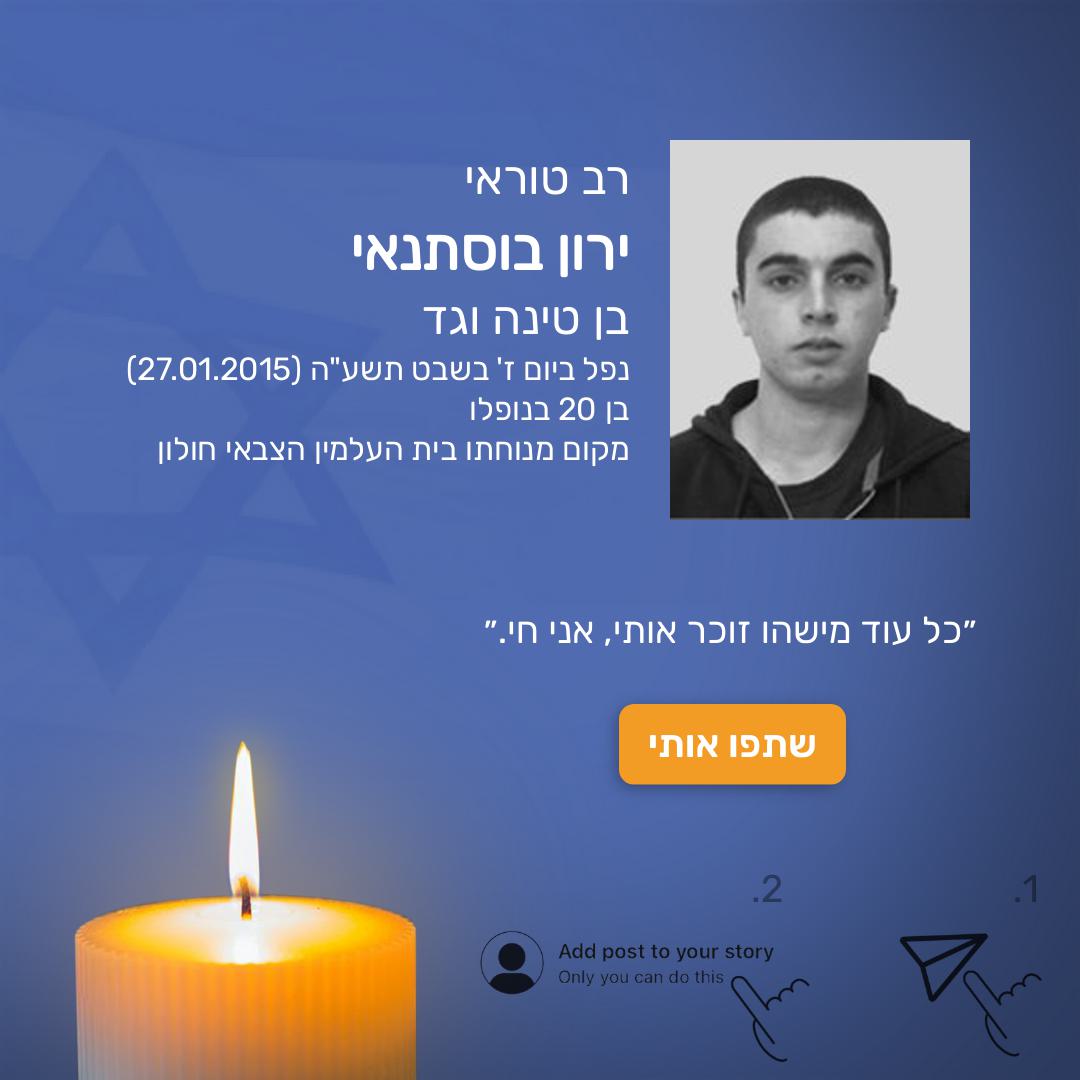 רב טוראי
ירון בוסתנאי
בן טינה וגד
נפל ביום ז' בשבט תשע"ה (27.01.2015)
בן 20 בנופלו
מקום מנוחתו בית העלמין הצבאי חולון
״כל עוד מישהו זוכר אותי, אני חי.״
שתפו אותי
1.
2.
Add post to your story
Only you can do this